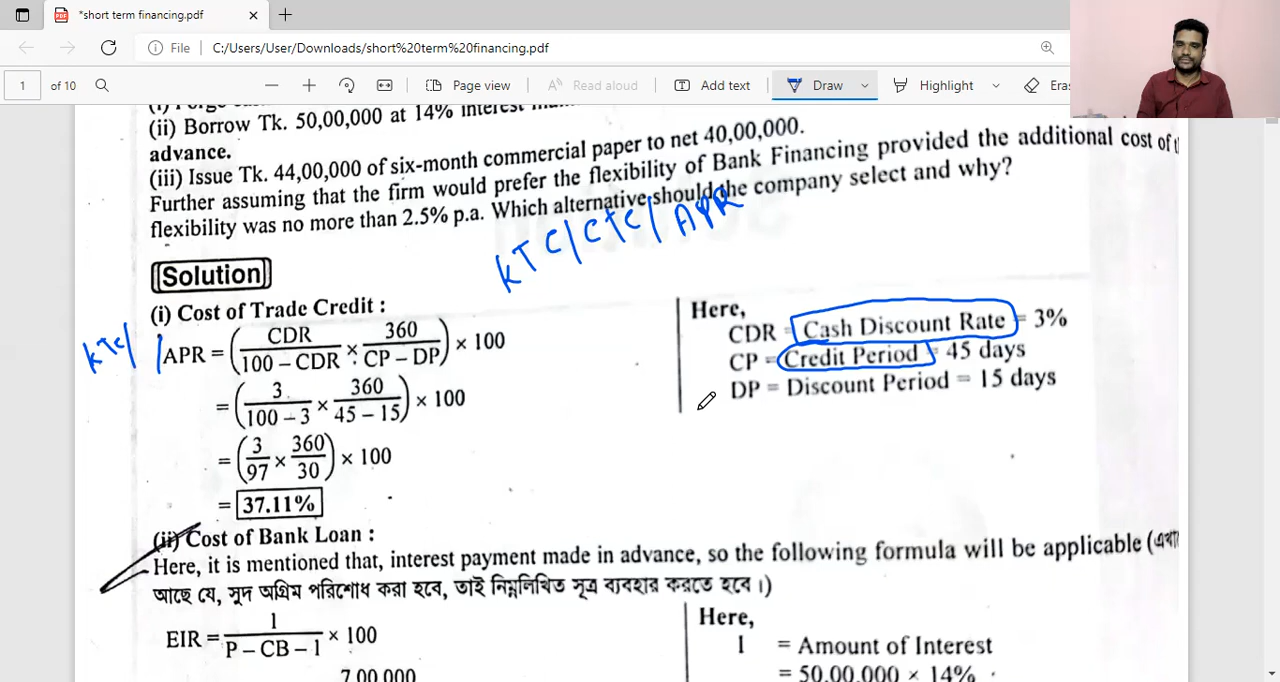 *short term financing.pdf
File C:/Users/User/Downloads/short%20term%20financing.pdf
1 of 10 Page view Read aloud Add text Draw Highlight Eras
(ii) Borrow Tk. 50,00,000 at 14% interest
advance.
(iii) Issue Tk. 44,00,000 of six-month commercial paper to net 40,00,000.
Further assuming that the firm would prefer the flexibility of Bank Financing provided the additional cost of
flexibility was no more than 2.5% p.a. Which alternative should the company select and why?
KTC/CTC/APR
Solution
(i) Cost of Trade Credit :
KTC/ /APR = (CDR / 100 – CDR × 360 / CP – DP) × 100
= (3 / 100 – 3 × 360 / 45 – 15) × 100
= (3 / 97 × 360 / 30) × 100
= 37.11%
Here,
CDR = Cash Discount Rate = 3%
CP = Credit Period = 45 days
DP = Discount Period = 15 days
(ii) Cost of Bank Loan :
Here, it is mentioned that, interest payment made in advance, so the following formula will be applicable (এখা
আছে যে, সুদ অগ্রিম পরিশোধ করা হবে, তাই নিম্নলিখিত সূত্র ব্যবহার করতে হবে।)
EIR = I / P – CB – I × 100
7,00,000
Here,
I = Amount of Interest
= 50,00,000 × 14%